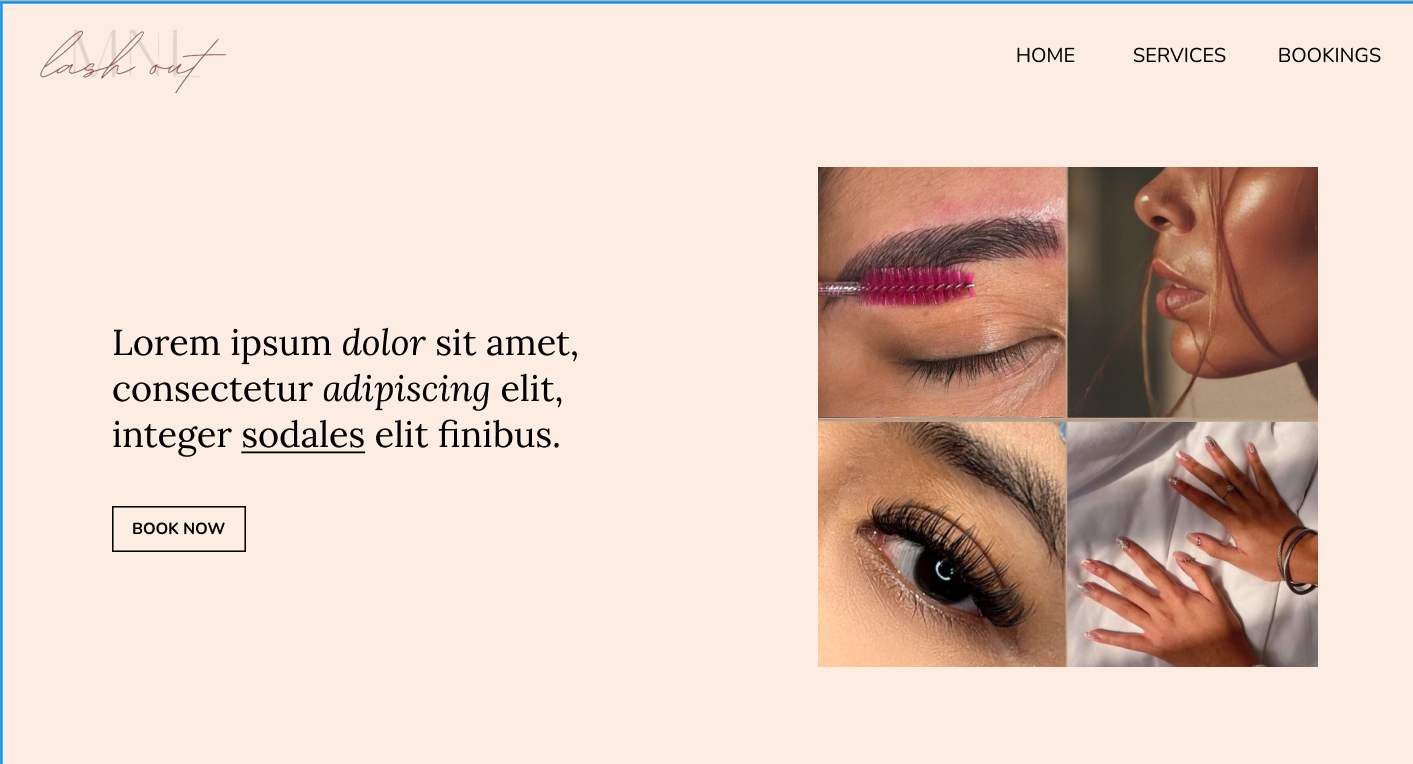 MNL
lash out
HOME SERVICES BOOKINGS
Lorem ipsum dolor sit amet,
consectetur adipiscing elit,
integer sodales elit finibus.
BOOK NOW